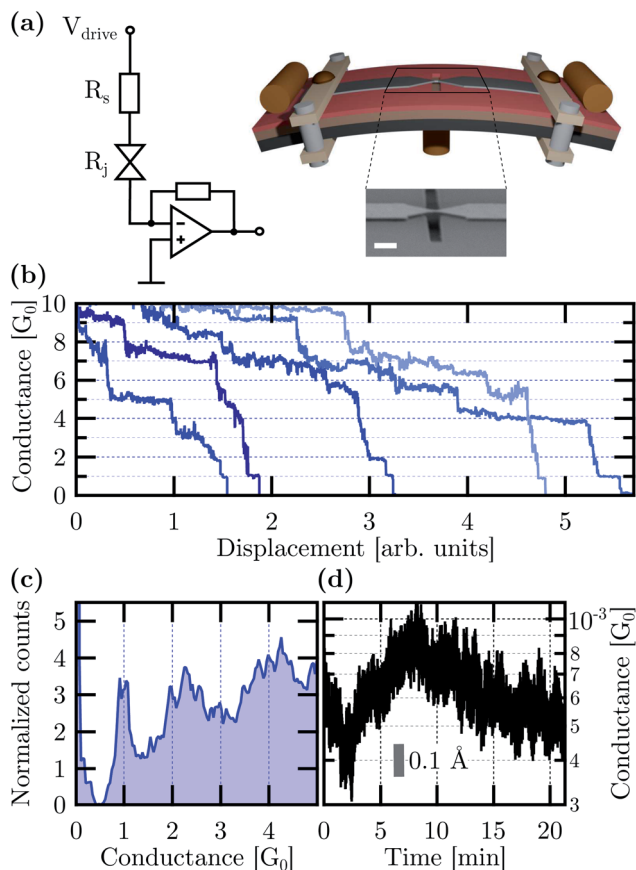 (a)
V_drive
R_s
R_j
−
+
(b)
Conductance [G_0]
10
8
6
4
2
0
0 1 2 3 4 5
Displacement [arb. units]
(c)
Normalized counts
5
4
3
2
1
0
0 1 2 3 4
Conductance [G_0]
(d)
10^-3
8
7
6
5
4
3
Conductance [G_0]
0.1 Å
0 5 10 15 20
Time [min]